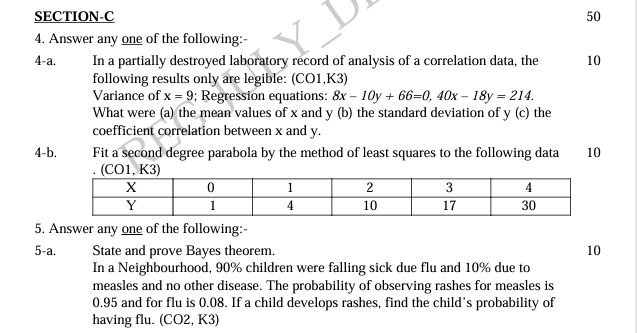 SECTION-C 50
4. Answer any one of the following:-
4-a. In a partially destroyed laboratory record of analysis of a correlation data, the 10
following results only are legible: (CO1,K3)
Variance of x = 9; Regression equations: 8x – 10y + 66=0, 40x – 18y = 214.
What were (a) the mean values of x and y (b) the standard deviation of y (c) the
coefficient correlation between x and y.
4-b. Fit a second degree parabola by the method of least squares to the following data 10
. (CO1, K3)
X 0 1 2 3 4
Y 1 4 10 17 30
5. Answer any one of the following:-
5-a. State and prove Bayes theorem. 10
In a Neighbourhood, 90% children were falling sick due flu and 10% due to
measles and no other disease. The probability of observing rashes for measles is
0.95 and for flu is 0.08. If a child develops rashes, find the child's probability of
having flu. (CO2, K3)